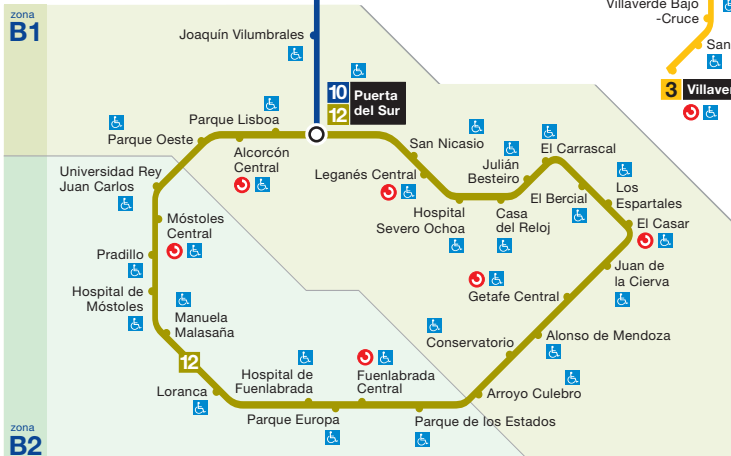 zona
B1
Villaverde Bajo
-Cruce
San
3
Joaquín Vilumbrales
10
12
Puerta
del Sur
Parque Lisboa
Parque Oeste
Alcorcón
Central
San Nicasio
Leganés Central
Julián
Besteiro
El Carrascal
El Bercial
Los
Espartales
Universidad Rey
Juan Carlos
Hospital
Severo Ochoa
Casa
del Reloj
El Casar
Móstoles
Central
Pradillo
Juan de
la Cierva
Hospital de
Móstoles
Getafe Central
Manuela
Malasaña
Conservatorio
Alonso de Mendoza
12
Loranca
Hospital de
Fuenlabrada
Fuenlabrada
Central
Arroyo Culebro
Parque Europa
Parque de los Estados
zona
B2